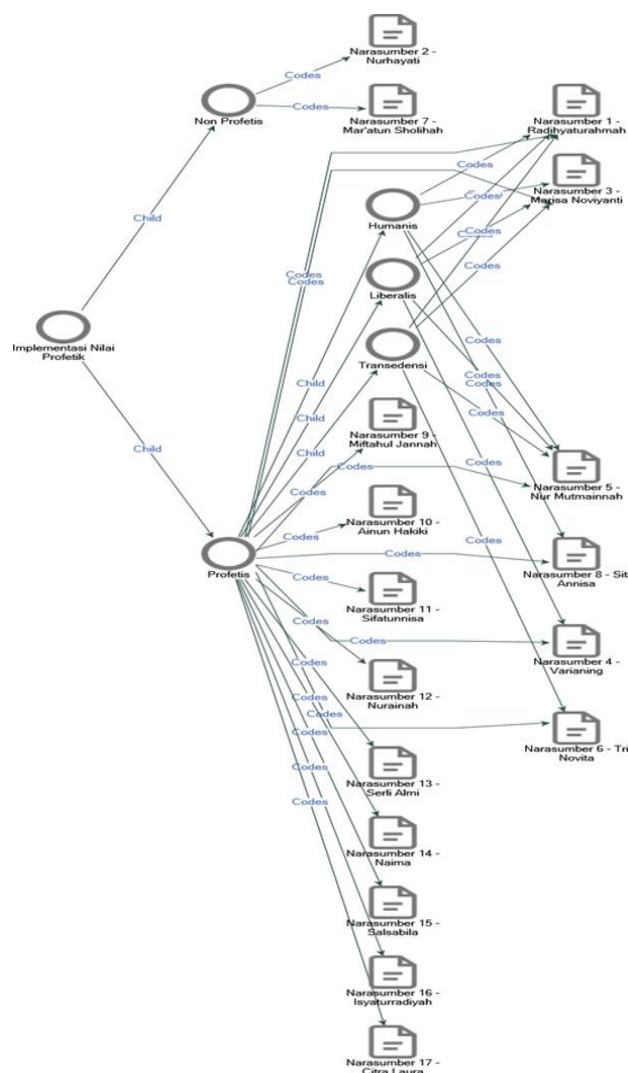 Narasumber 2 -
Nurhayati
Codes
Non Profetis
Codes
Narasumber 7 -
Mar'atun Sholihah
Narasumber 1 -
Radihyaturahmah
Codes
Narasumber 3 -
Marisa Noviyanti
Codes
Humanis
Codes
Codes
Child
Codes
Codes
Codes
Liberalis
Implementasi Nilai
Profetik
Codes
Transedensi
Child
Codes
Codes
Codes
Child
Narasumber 9 -
Miftahul Jannah
Child
Child
Codes
Codes
Narasumber 5 -
Nur Mutmainnah
Codes
Narasumber 10 -
Ainun Hakiki
Codes
Profetis
Narasumber 8 - Sit
Annisa
Codes
Narasumber 11 -
Sifatunnisa
Codes
Codes
Narasumber 4 -
Varianing
Codes
Narasumber 12 -
Nurainah
Codes
Codes
Narasumber 6 - Tri
Novita
Codes
Narasumber 13 -
Serli Almi
Codes
Narasumber 14 -
Naima
Narasumber 15 -
Salsabila
Narasumber 16 -
Isyaturradiyah
Narasumber 17 -
Citra Laura